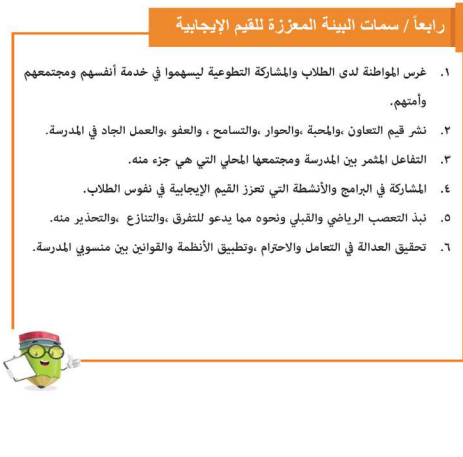 رابعاً / سمات البيئة المعززة للقيم الإيجابية
١. غرس المواطنة لدى الطلاب والمشاركة التطوعية ليسهموا في خدمة أنفسهم ومجتمعهم
وأمتهم.
٢. نشر قيم التعاون ،والمحبة ،والحوار ،والتسامح ، والعفو ،والعمل الجاد في المدرسة.
٣. التفاعل المثمر بين المدرسة ومجتمعها المحلي التي هي جزء منه.
٤. المشاركة في البرامج والأنشطة التي تعزز القيم الإيجابية في نفوس الطلاب.
٥. نبذ التعصب الرياضي والقبلي ونحوه مما يدعو للتفرق ،والتنازع ،والتحذير منه.
٦. تحقيق العدالة في التعامل والاحترام ،وتطبيق الأنظمة والقوانين بين منسوبي المدرسة.